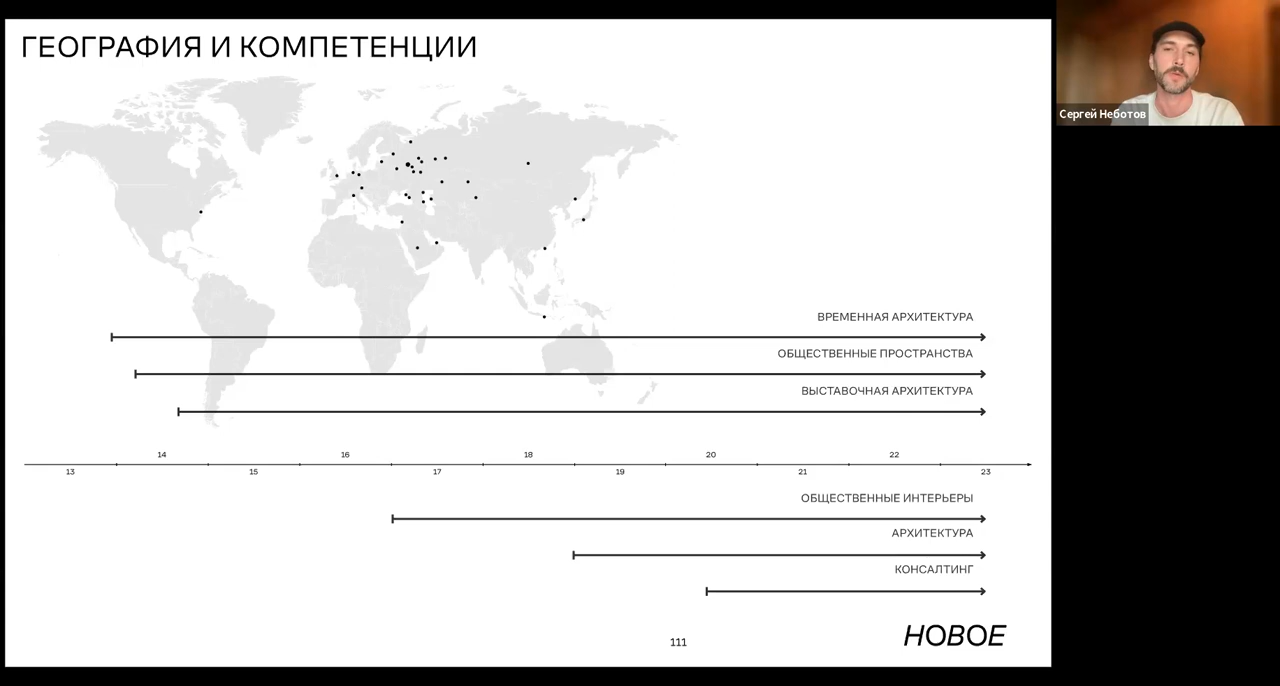 ГЕОГРАФИЯ И КОМПЕТЕНЦИИ
Сергей Неботов
ВРЕМЕННАЯ АРХИТЕКТУРА
ОБЩЕСТВЕННЫЕ ПРОСТРАНСТВА
ВЫСТАВОЧНАЯ АРХИТЕКТУРА
14 16 18 20 22
13 15 17 19 21 23
ОБЩЕСТВЕННЫЕ ИНТЕРЬЕРЫ
АРХИТЕКТУРА
КОНСАЛТИНГ
НОВОЕ
111